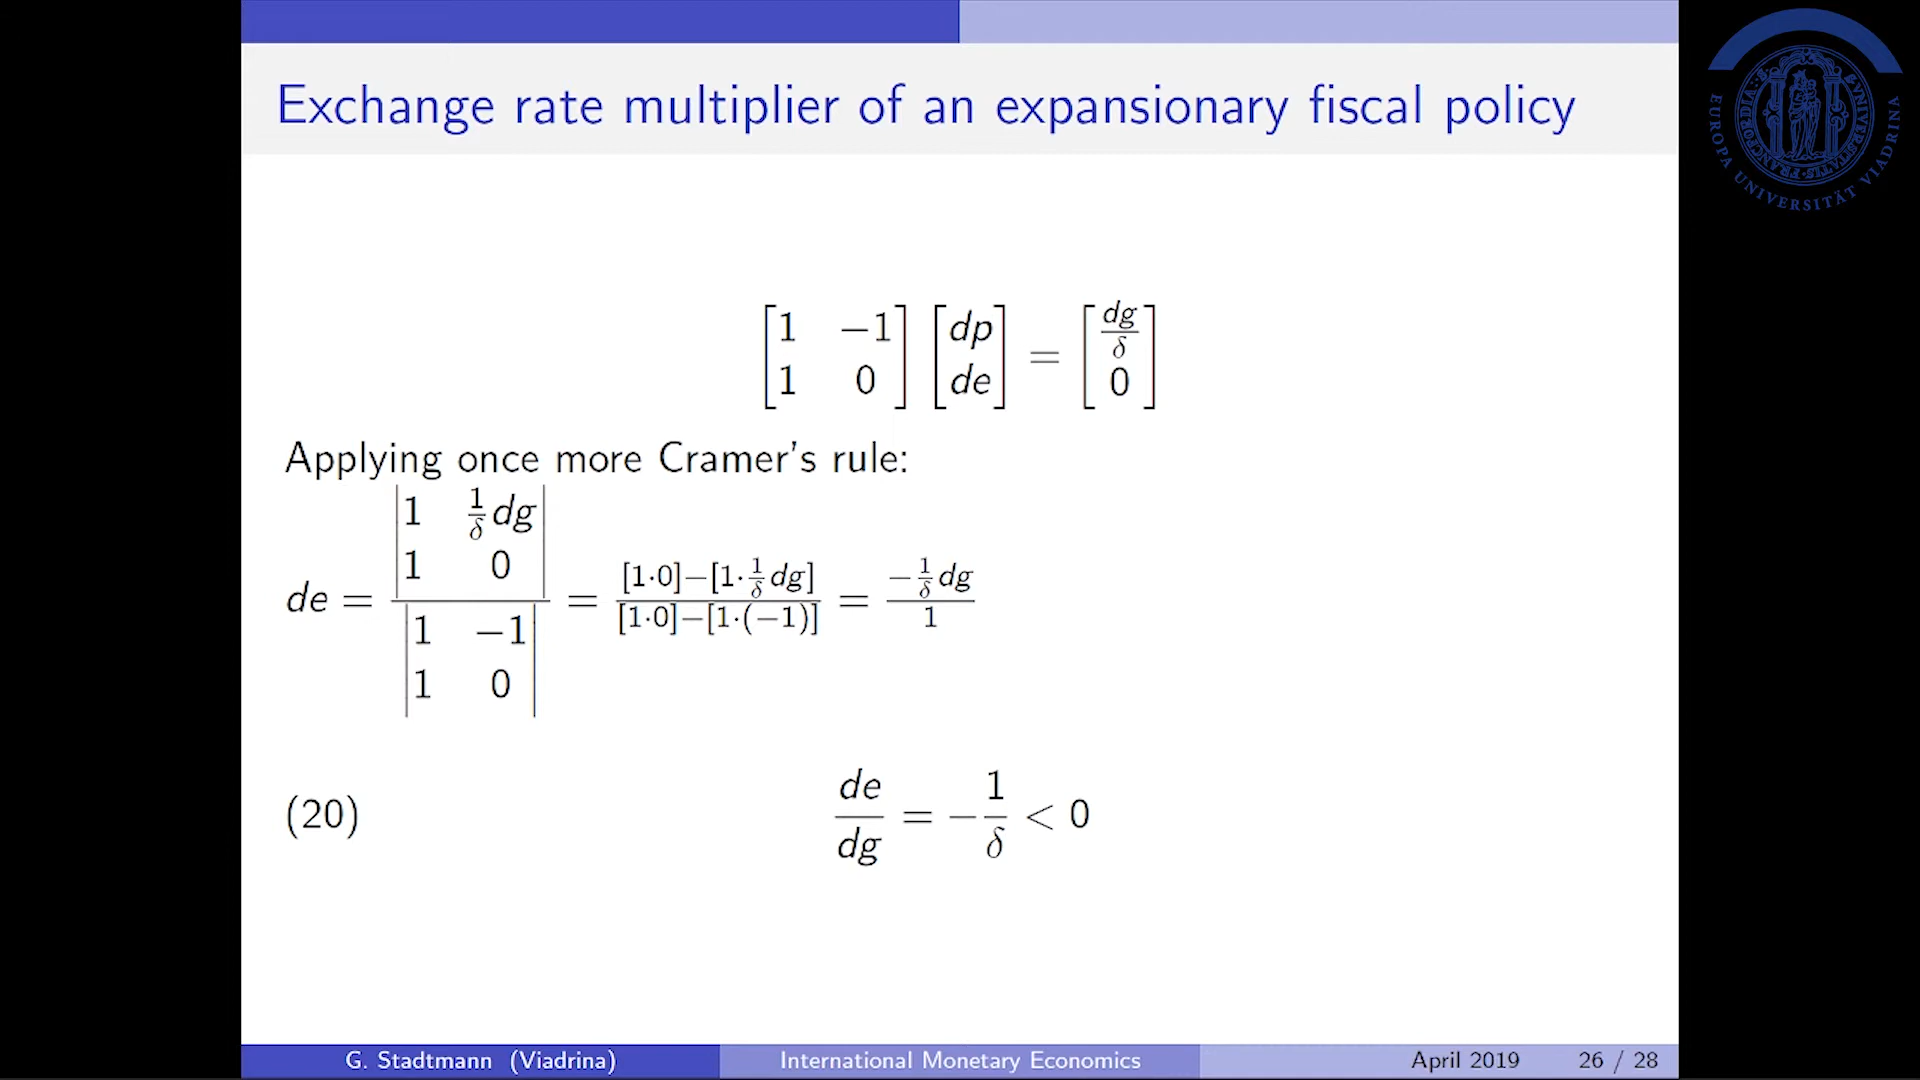 Exchange rate multiplier of an expansionary fiscal policy
EUROPA UNIVERSITÄT VIADRINA
[1 −1; 1 0] [dp; de] = [dg/δ; 0]
Applying once more Cramer's rule:
de = |1 1/δ dg; 1 0| / |1 −1; 1 0| = [1·0]−[1·1/δ dg] / [1·0]−[1·(−1)] = −1/δ dg / 1
(20) de/dg = −1/δ < 0
G. Stadtmann (Viadrina) International Monetary Economics April 2019 26 / 28